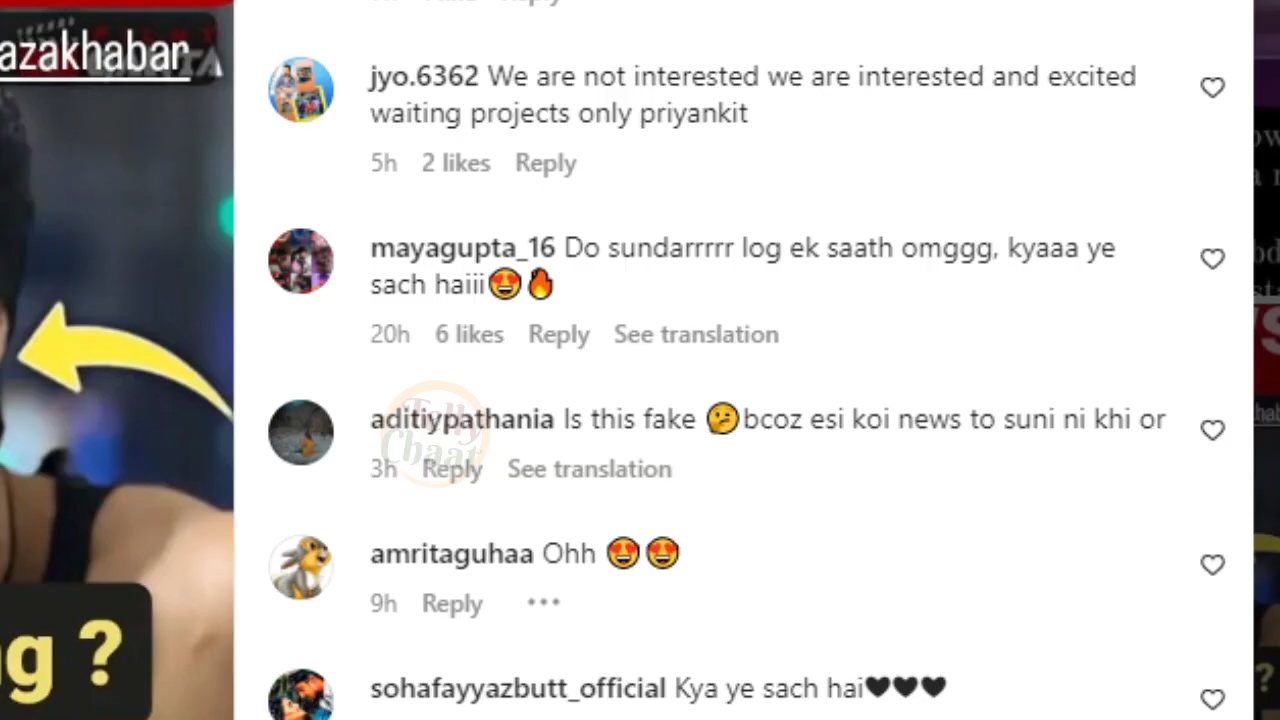 azakhabar
jyo.6362 We are not interested we are interested and excited
waiting projects only priyankit
5h 2 likes Reply
mayagupta_16 Do sundarrrrr log ek saath omggg, kyaaa ye
sach haiii😍🔥
20h 6 likes Reply See translation
aditiypathania Is this fake 🤔bcoz esi koi news to suni ni khi or
Tolly
Chaat
3h Reply See translation
amritaguhaa Ohh 😍😍
9h Reply •••
g ?
sohafayyazbutt_official Kya ye sach hai🖤🖤🖤